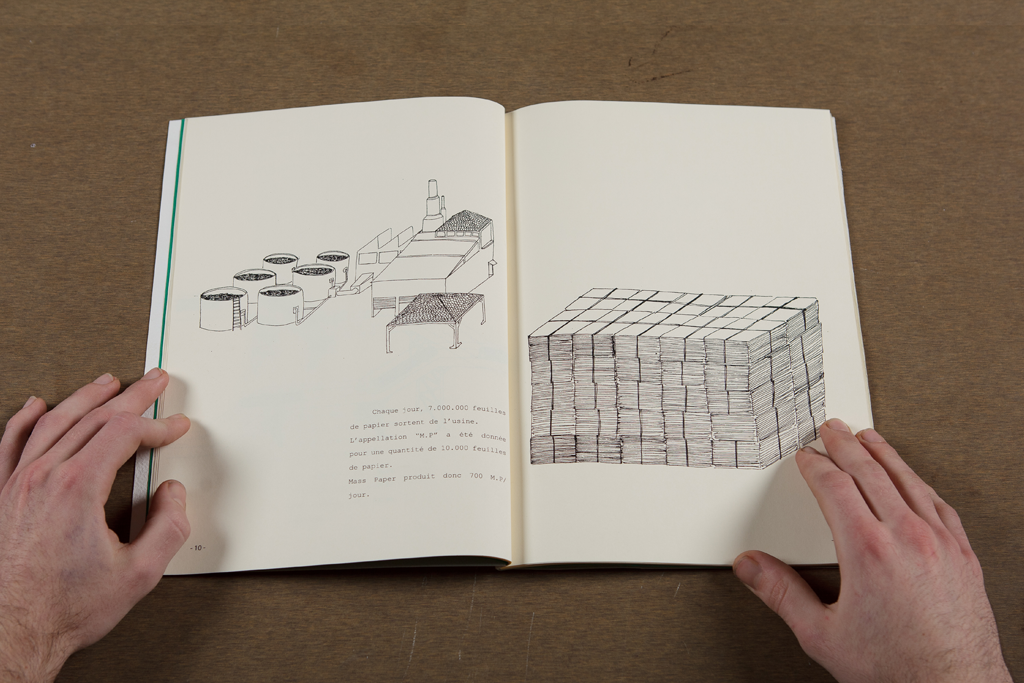 Chaque jour, 7.000.000 feuilles
de papier sortent de l'usine.
L'appellation "M.P" a été donnée
pour une quantité de 10.000 feuilles
de papier.
Mass Paper produit donc 700 M.P/
jour.
-10-